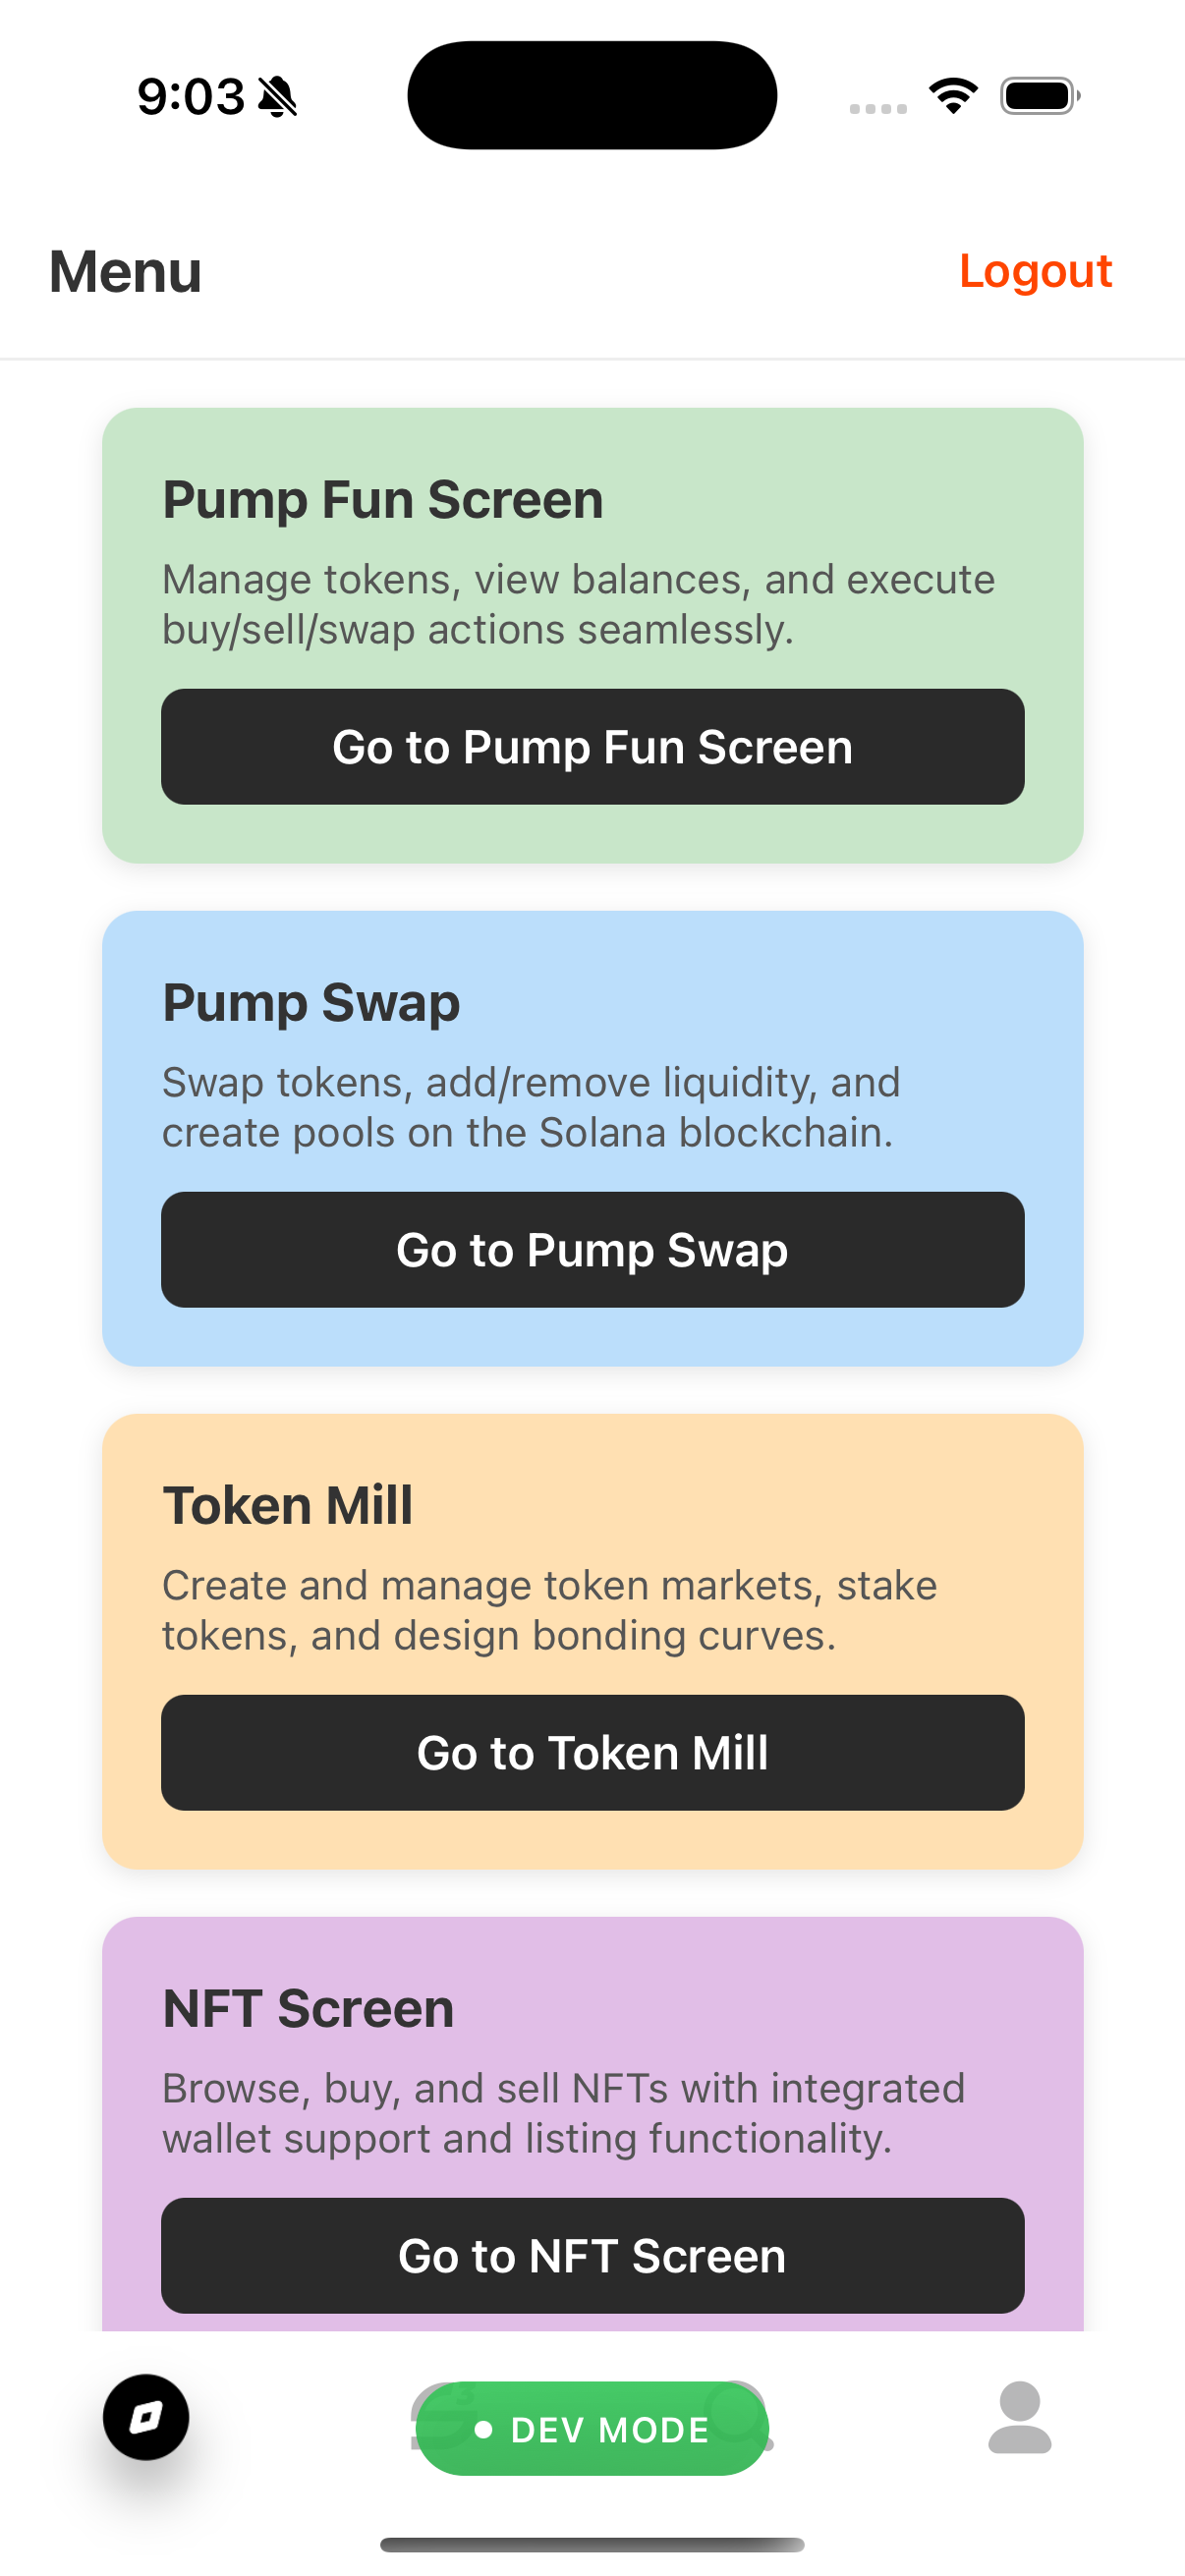 9:03
Menu
Logout
Pump Fun Screen
Manage tokens, view balances, and execute
buy/sell/swap actions seamlessly.
Go to Pump Fun Screen
Pump Swap
Swap tokens, add/remove liquidity, and
create pools on the Solana blockchain.
Go to Pump Swap
Token Mill
Create and manage token markets, stake
tokens, and design bonding curves.
Go to Token Mill
NFT Screen
Browse, buy, and sell NFTs with integrated
wallet support and listing functionality.
Go to NFT Screen
DEV MODE